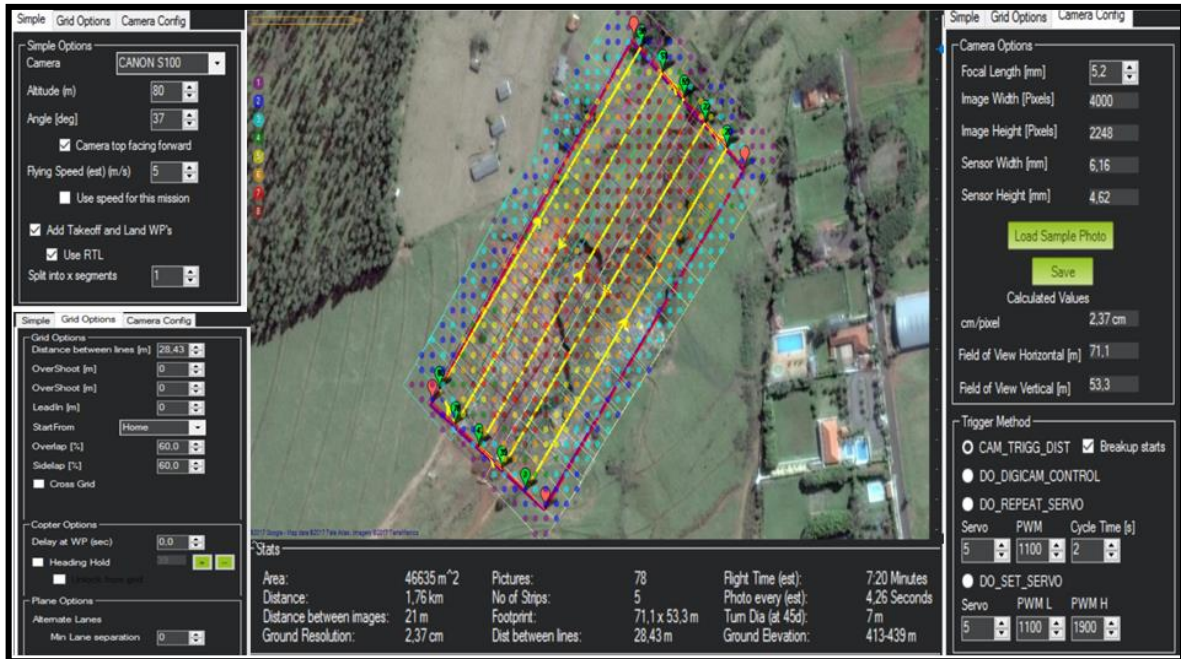 Simple Grid Options Camera Config
Simple Options
Camera CANON S100
Altitude (m) 80
Angle [deg] 37
Camera top facing forward
Flying Speed (est) (m/s) 5
Use speed for this mission
Add Takeoff and Land WP's
Use RTL
Split into x segments 1
Simple Grid Options Camera Config
Grid Options
Distance between lines [m] 28,43
OverShoot [m] 0
OverShoot [m] 0
LeadIn [m] 0
StartFrom Home
Overlap [%] 60,0
Sidelap [%] 60,0
Cross Grid
Copter Options
Delay at WP (sec) 0.0
Heading Hold
Plane Options
Alternate Lanes
Min Lane separation 0
1
2
3
4
5
6
7
8
Stats
Area: 46635 m^2 Pictures: 78 Flight Time (est): 7:20 Minutes
Distance: 1,76 km No of Strips: 5 Photo every (est): 4,26 Seconds
Distance between images: 21 m Footprint: 71,1 x 53,3 m Turn Dia (at 45d): 7 m
Ground Resolution: 2,37 cm Dist between lines: 28,43 m Ground Elevation: 413-439 m
Simple Grid Options Camera Config
Camera Options
Focal Length [mm] 5,2
Image Width [Pixels] 4000
Image Height [Pixels] 2248
Sensor Width [mm] 6,16
Sensor Height [mm] 4,62
Load Sample Photo
Save
Calculated Values
cm/pixel 2,37 cm
Field of View Horizontal [m] 71,1
Field of View Vertical [m] 53,3
Trigger Method
CAM_TRIGG_DIST Breakup starts
DO_DIGICAM_CONTROL
DO_REPEAT_SERVO
Servo PWM Cycle Time [s]
5 1100 2
DO_SET_SERVO
Servo PWM L PWM H
5 1100 1900